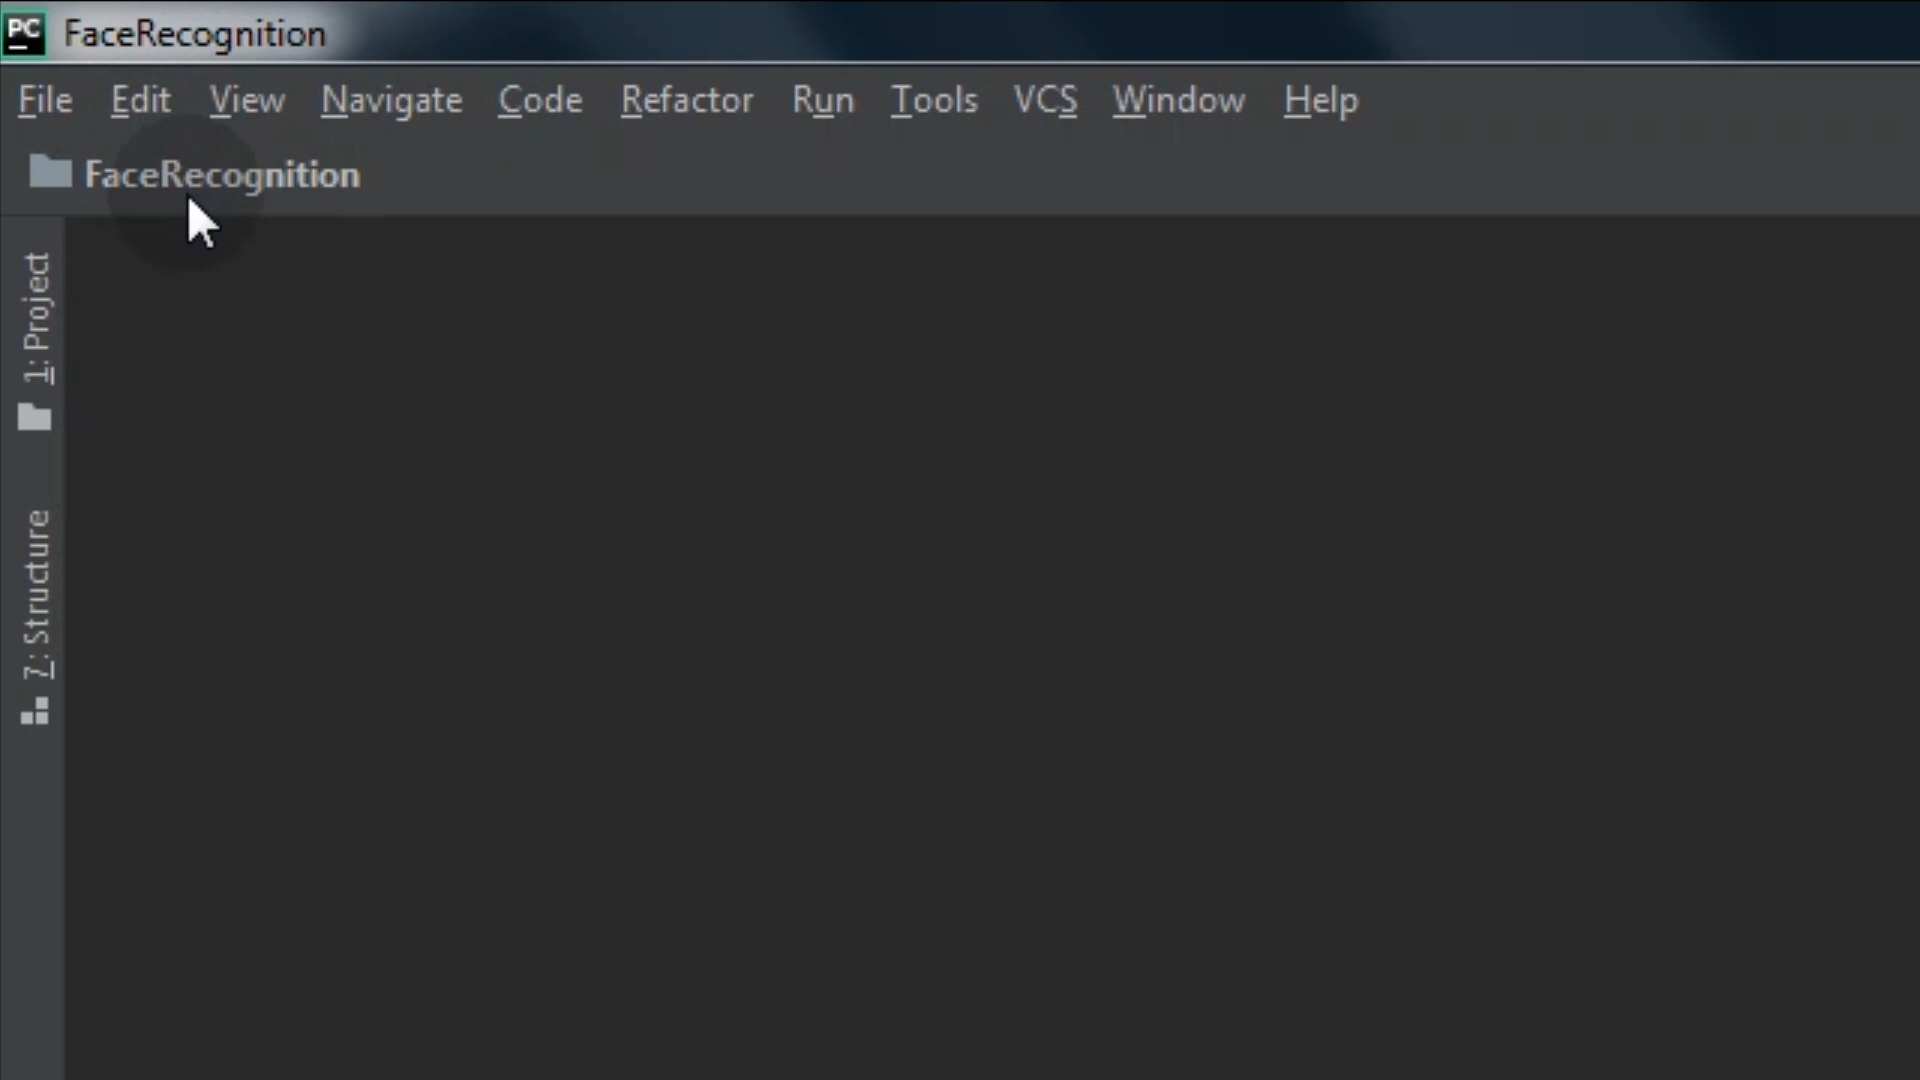 PC FaceRecognition
File Edit View Navigate Code Refactor Run Tools VCS Window Help
FaceRecognition
1: Project
7: Structure